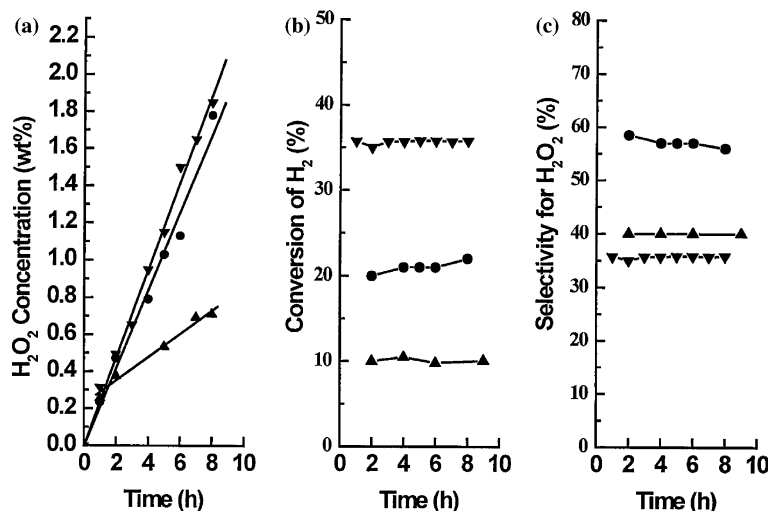 (a)
H2O2 Concentration (wt%)
2.2
2.0
1.8
1.6
1.4
1.2
1.0
0.8
0.6
0.4
0.2
0.0
0 2 4 6 8 10
Time (h)
(b)
Conversion of H2 (%)
50
40
30
20
10
0
0 2 4 6 8 10
Time (h)
(c)
Selectivity for H2O2 (%)
80
70
60
50
40
30
20
10
0
0 2 4 6 8 10
Time (h)